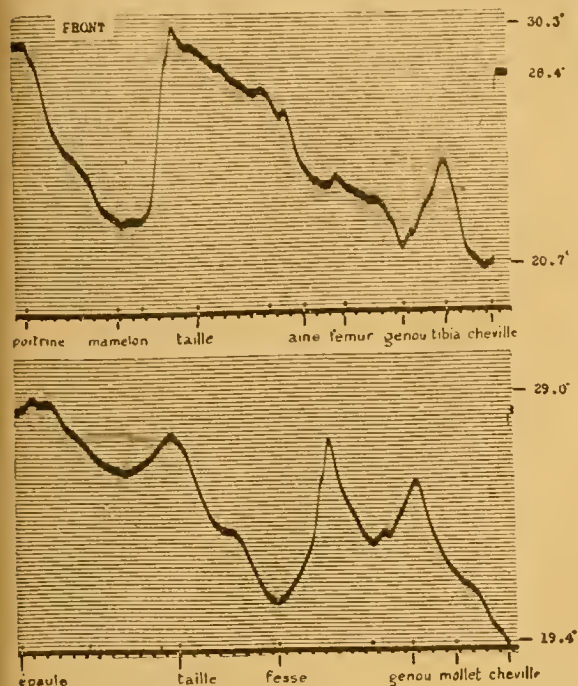 FRONT
30.3°
28.4°
20.7°
poitrine mamelon taille aine femur genou tibia cheville
29.0°
19.4°
épaule taille fesse genou mollet cheville